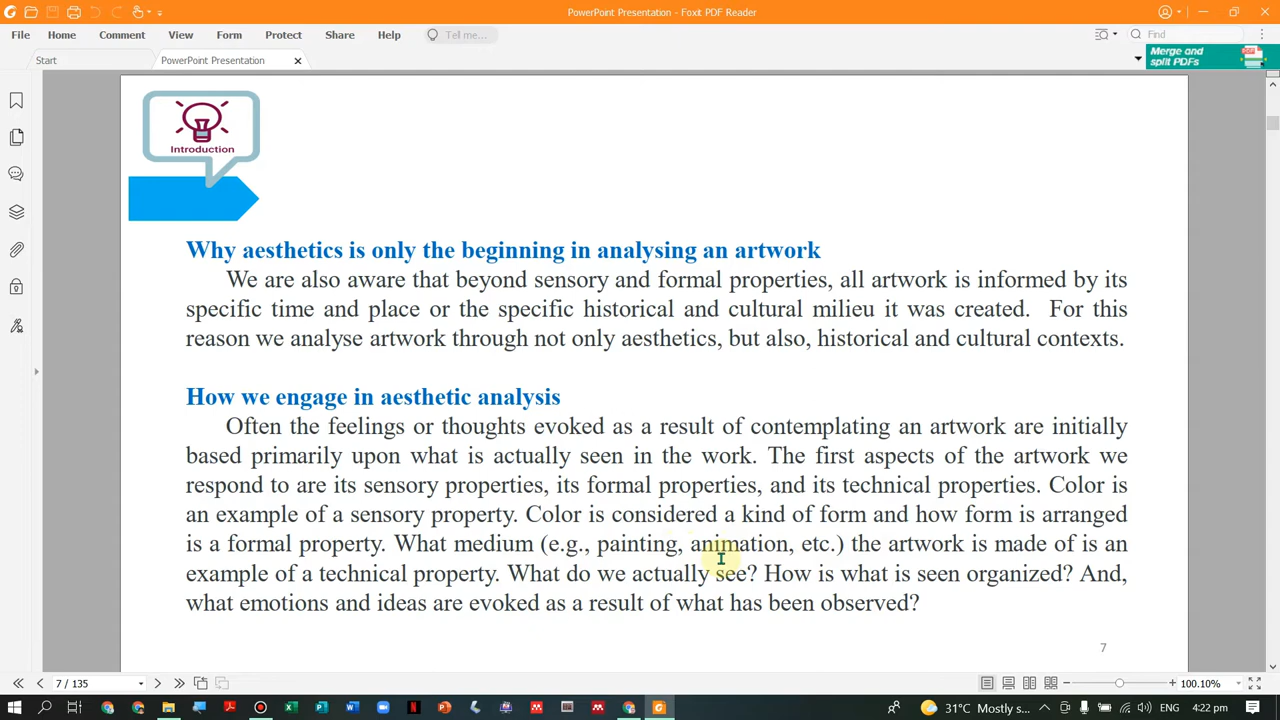 PowerPoint Presentation - Foxit PDF Reader
File Home Comment View Form Protect Share Help Tell me... Find
Start PowerPoint Presentation
Merge and split PDFs
Introduction
Why aesthetics is only the beginning in analysing an artwork
We are also aware that beyond sensory and formal properties, all artwork is informed by its
specific time and place or the specific historical and cultural milieu it was created. For this
reason we analyse artwork through not only aesthetics, but also, historical and cultural contexts.
How we engage in aesthetic analysis
Often the feelings or thoughts evoked as a result of contemplating an artwork are initially
based primarily upon what is actually seen in the work. The first aspects of the artwork we
respond to are its sensory properties, its formal properties, and its technical properties. Color is
an example of a sensory property. Color is considered a kind of form and how form is arranged
is a formal property. What medium (e.g., painting, animation, etc.) the artwork is made of is an
example of a technical property. What do we actually see? How is what is seen organized? And,
what emotions and ideas are evoked as a result of what has been observed?
7
7 / 135 100.10%
31°C Mostly s... ENG 4:22 pm